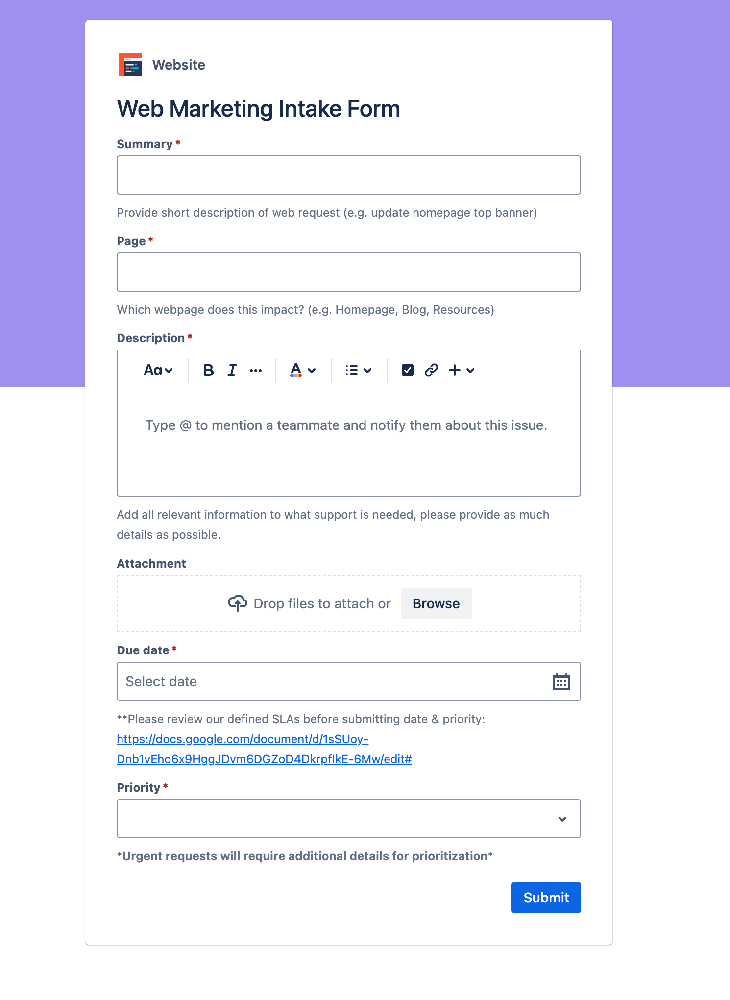 Website
Web Marketing Intake Form
Summary *
Provide short description of web request (e.g. update homepage top banner)
Page *
Which webpage does this impact? (e.g. Homepage, Blog, Resources)
Description *
Aa B I ... A
Type @ to mention a teammate and notify them about this issue.
Add all relevant information to what support is needed, please provide as much
details as possible.
Attachment
Drop files to attach or Browse
Due date *
Select date
**Please review our defined SLAs before submitting date & priority:
https://docs.google.com/document/d/1sSUoy-
Dnb1vEho6x9HggJDvm6DGZoD4DkrpflkE-6Mw/edit#
Priority *
*Urgent requests will require additional details for prioritization*
Submit